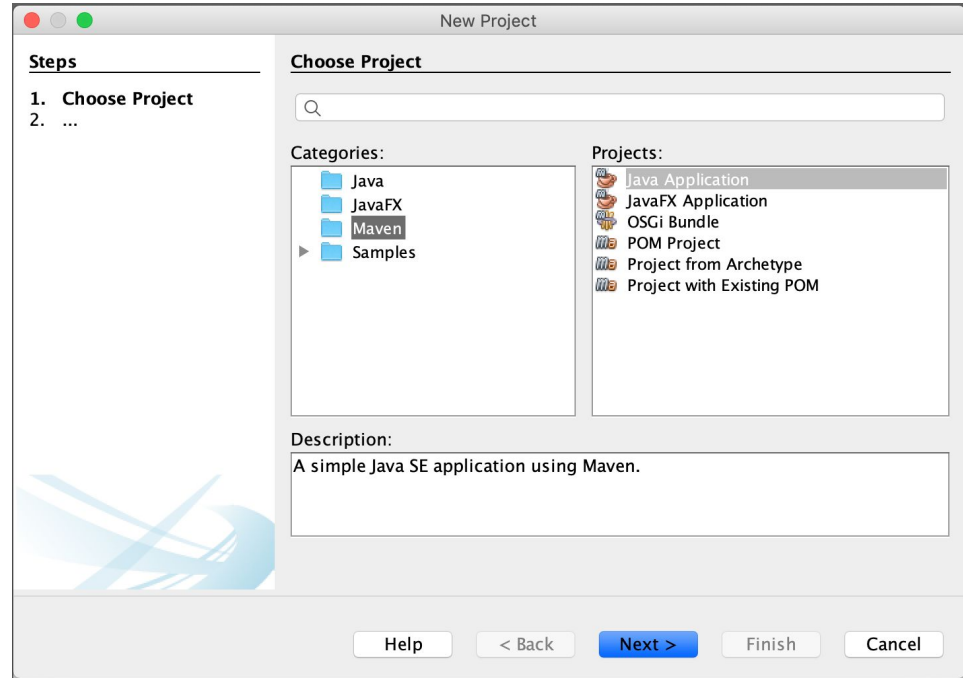 New Project
Steps
1. Choose Project
2. ...
Choose Project
Categories:
Java
JavaFX
Maven
Samples
Projects:
Java Application
JavaFX Application
OSGi Bundle
POM Project
Project from Archetype
Project with Existing POM
Description:
A simple Java SE application using Maven.
Help
< Back
Next >
Finish
Cancel